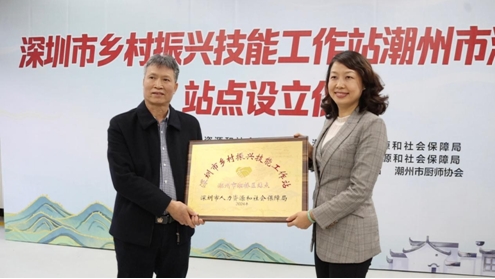 深圳市乡村振兴技能工作站潮州市
站点设立仪
源和社会保障局
源和社会保障局
潮州市厨师协会
深圳市乡村振兴技能工作站
深圳市人力资源和社会保障局